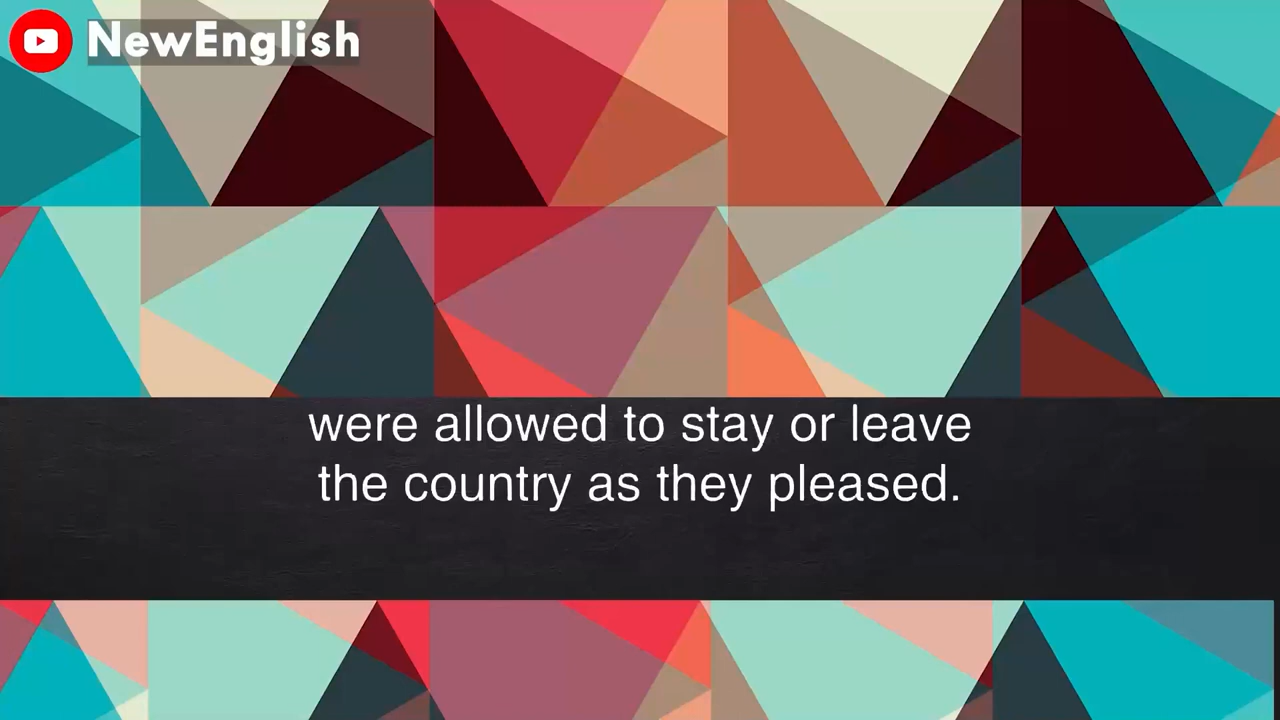 NewEnglish
were allowed to stay or leave
the country as they pleased.